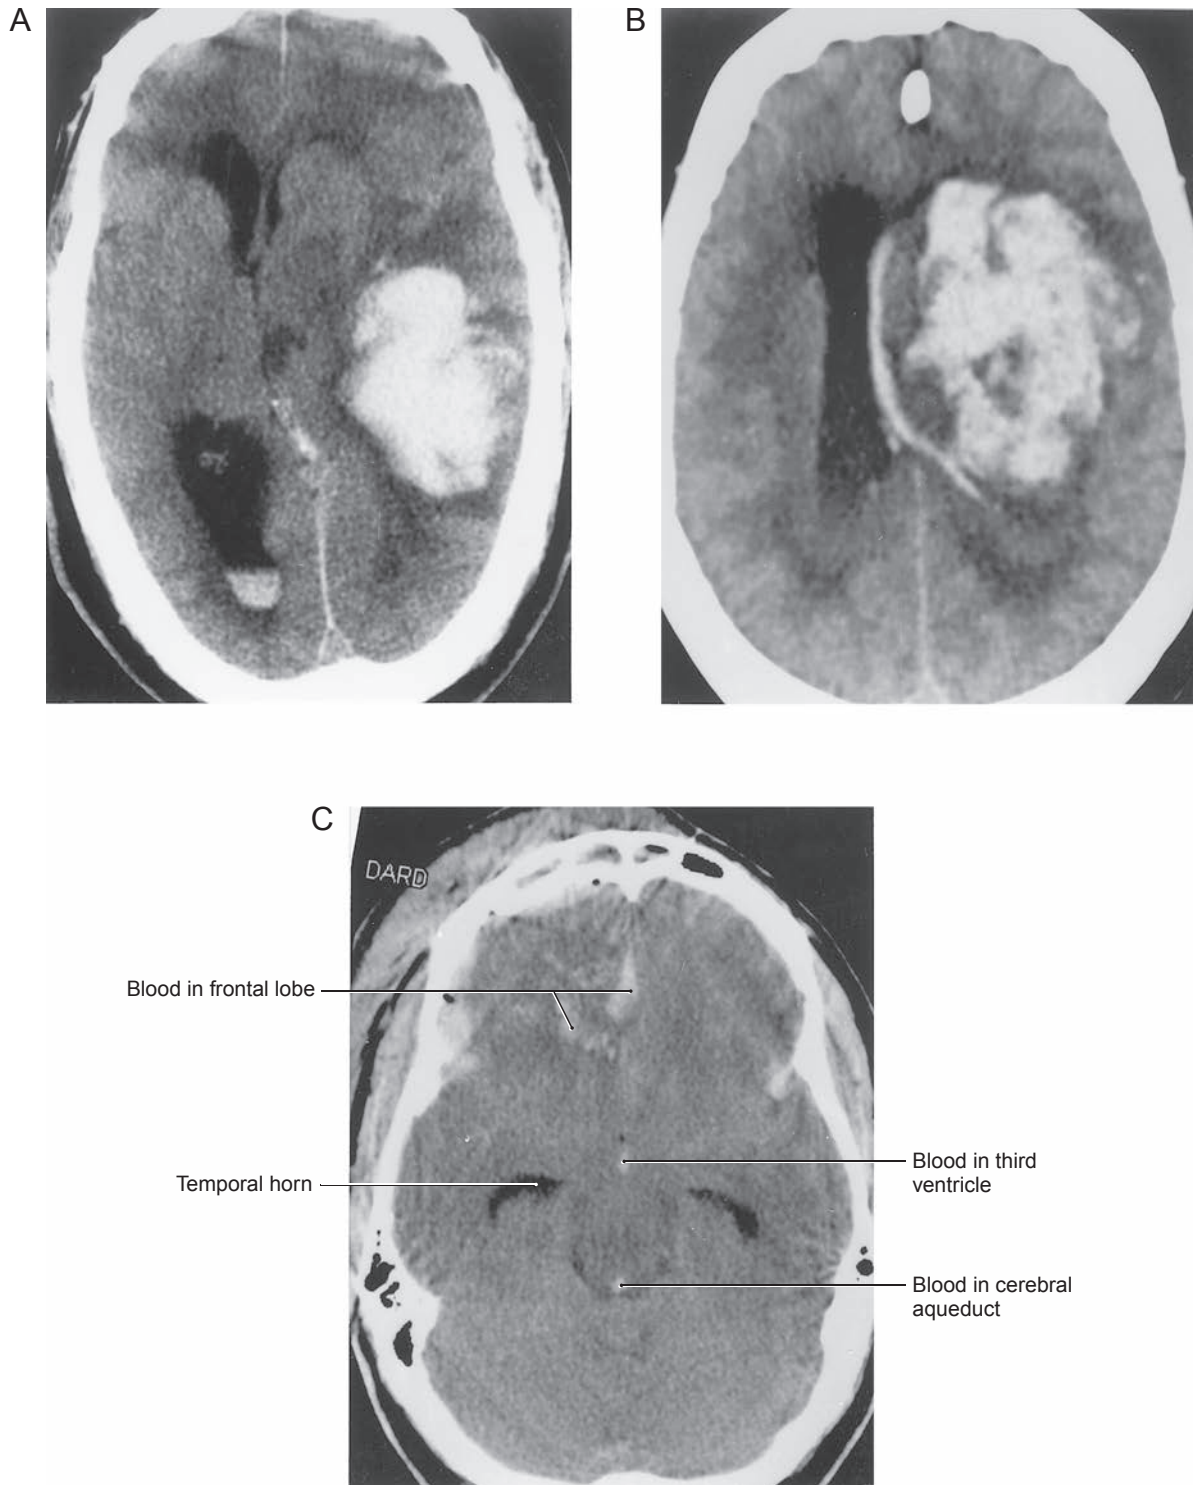 A
B
C
DARD
Blood in frontal lobe
Temporal horn
Blood in third
ventricle
Blood in cerebral
aqueduct